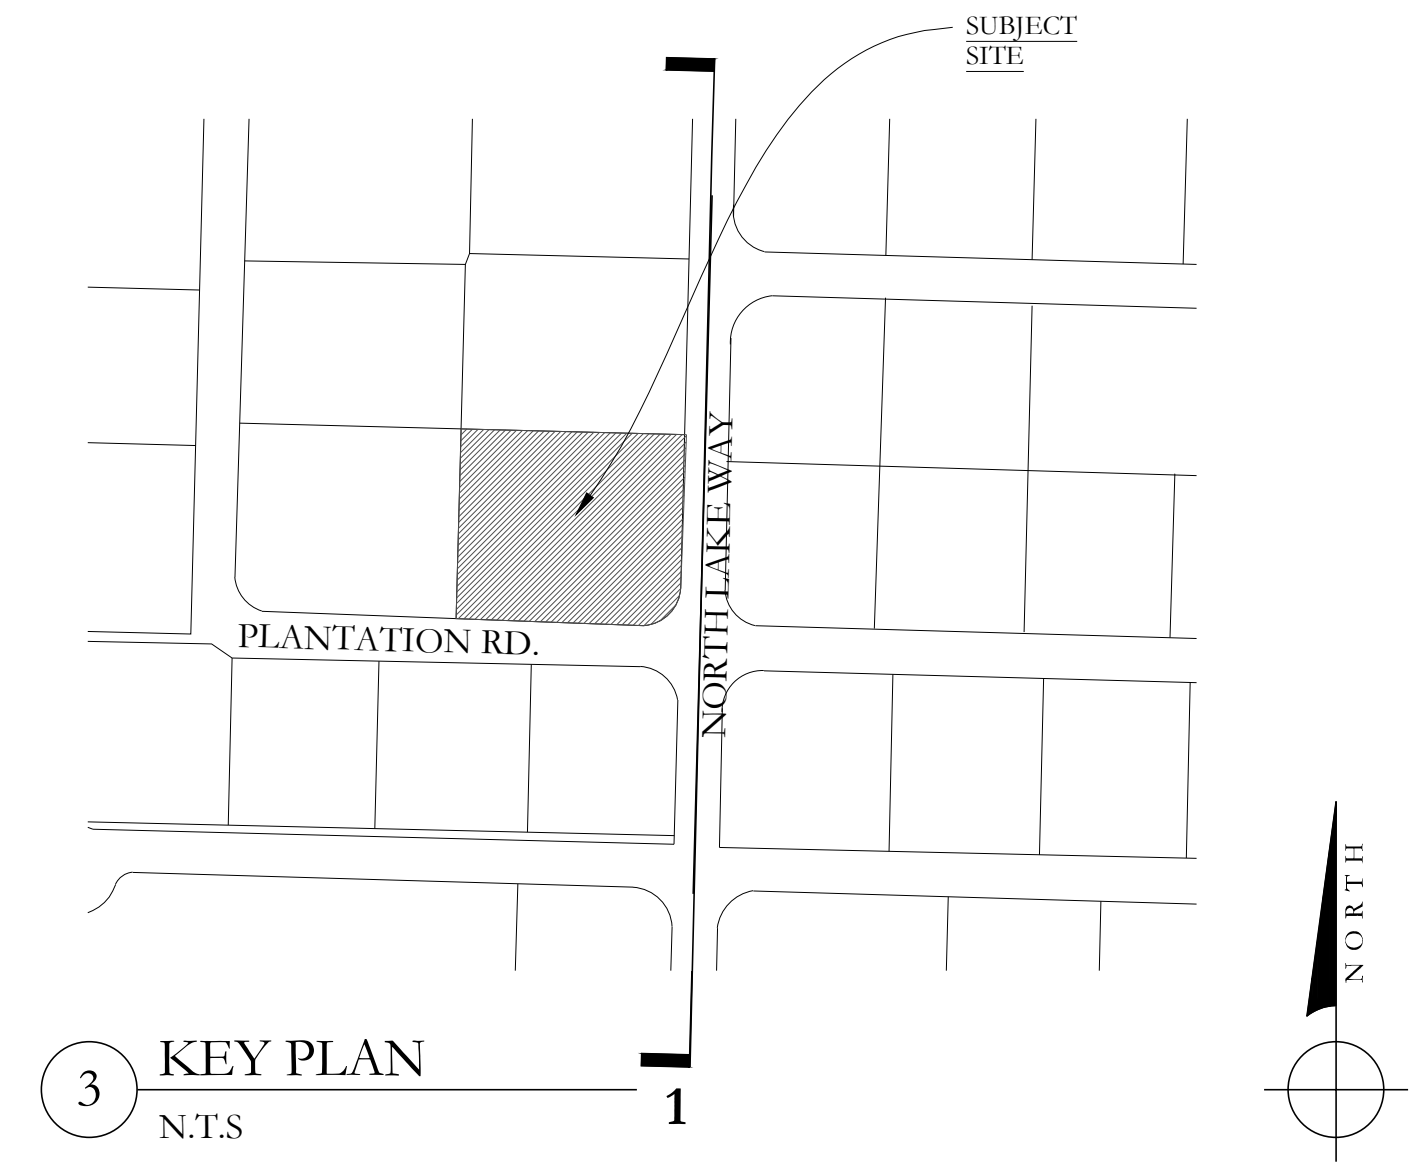 SUBJECT
SITE
NORTH LAKE WAY
PLANTATION RD.
NORTH
3
KEY PLAN
N.T.S
1